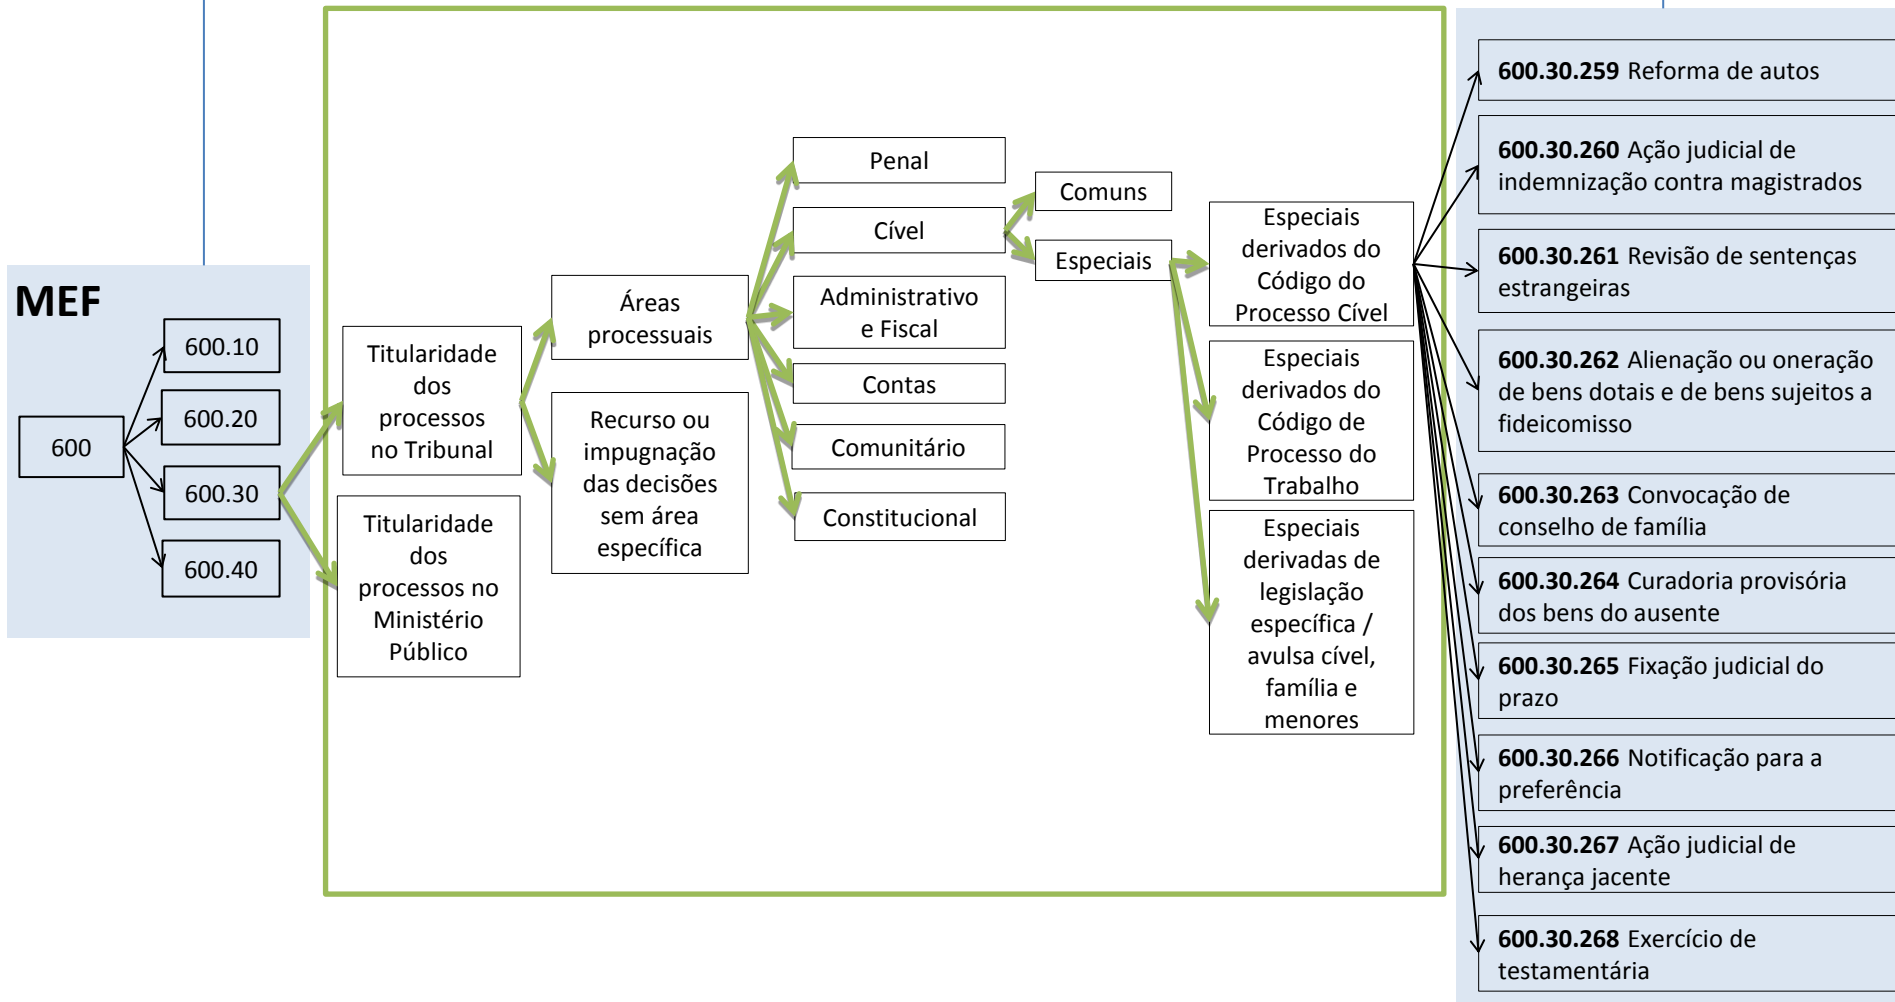 MEF
600
600.10
600.20
600.30
600.40
Titularidade
dos
processos
no Tribunal
Titularidade
dos
processos no
Ministério
Público
Áreas
processuais
Recurso ou
impugnação
das decisões
sem área
específica
Penal
Cível
Administrativo
e Fiscal
Contas
Comunitário
Constitucional
Comuns
Especiais
Especiais
derivados do
Código do
Processo Cível
Especiais
derivados do
Código de
Processo do
Trabalho
Especiais
derivadas de
legislação
específica /
avulsa cível,
família e
menores
600.30.259 Reforma de autos
600.30.260 Ação judicial de
indemnização contra magistrados
600.30.261 Revisão de sentenças
estrangeiras
600.30.262 Alienação ou oneração
de bens dotais e de bens sujeitos a
fideicomisso
600.30.263 Convocação de
conselho de família
600.30.264 Curadoria provisória
dos bens do ausente
600.30.265 Fixação judicial do
prazo
600.30.266 Notificação para a
preferência
600.30.267 Ação judicial de
herança jacente
600.30.268 Exercício de
testamentária